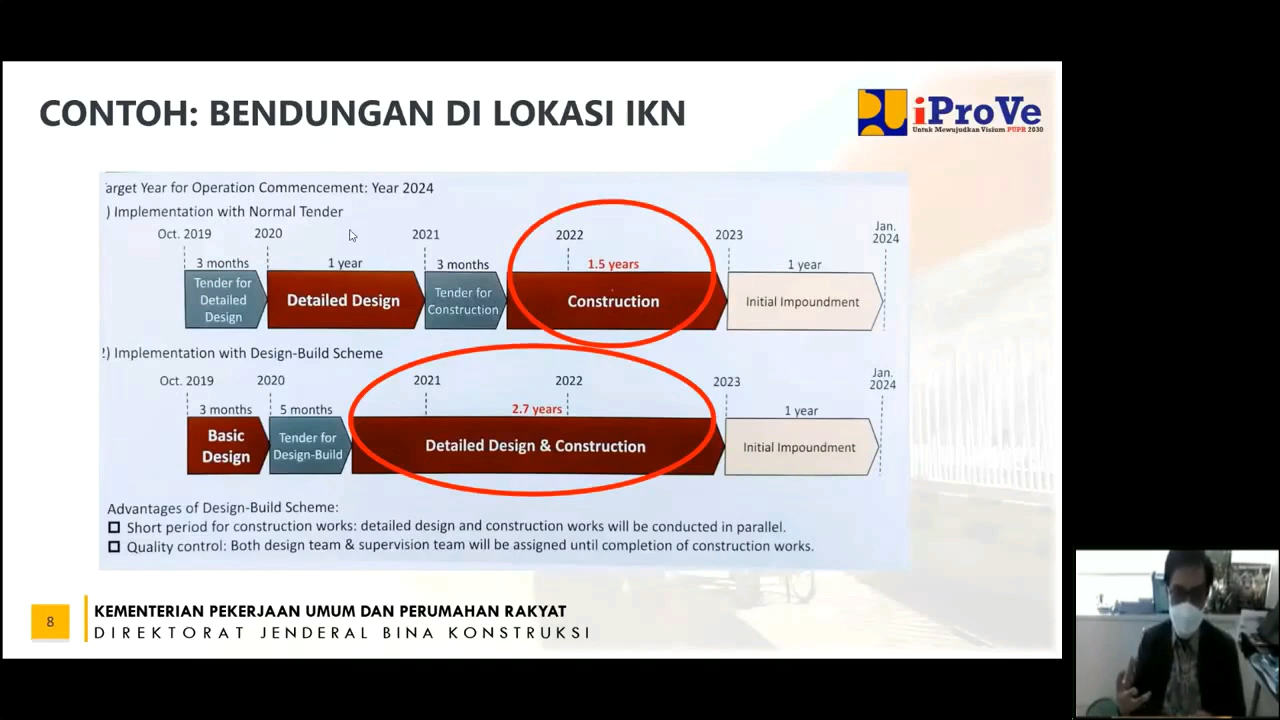 CONTOH: BENDUNGAN DI LOKASI IKN
iProVe
Untuk Mewujudkan Visium PUPR 2030
arget Year for Operation Commencement: Year 2024
) Implementation with Normal Tender
Oct. 2019
2020
2021
2022
2023
Jan.
2024
3 months
1 year
3 months
1.5 years
1 year
Tender for
Detailed
Design
Detailed Design
Tender for
Construction
Construction
Initial Impoundment
2) Implementation with Design-Build Scheme
Oct. 2019
2020
2021
2022
2023
Jan.
2024
3 months
5 months
2.7 years
1 year
Basic
Design
Tender for
Design-Build
Detailed Design & Construction
Initial Impoundment
Advantages of Design-Build Scheme:
Short period for construction works: detailed design and construction works will be conducted in parallel.
Quality control: Both design team & supervision team will be assigned until completion of construction works.
8
KEMENTERIAN PEKERJAAN UMUM DAN PERUMAHAN RAKYAT
DIREKTORAT JENDERAL BINA KONSTRUKSI